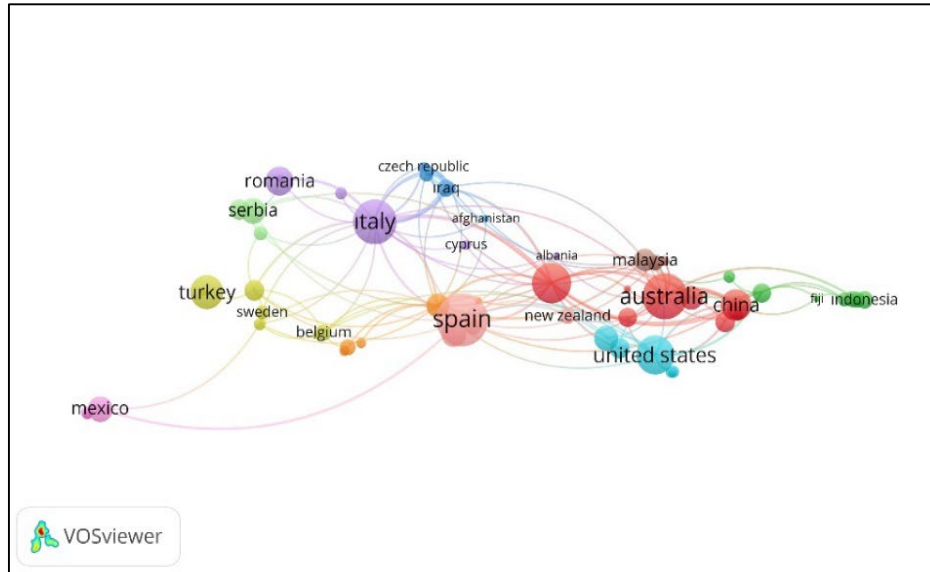 czech republic
romania
iraq
serbia
ıtaly
afghanistan
cyprus
albania
malaysia
turkey
australia
fiji
indonesia
china
sweden
new zealand
belgium
spain
united states
mexico
VOSviewer